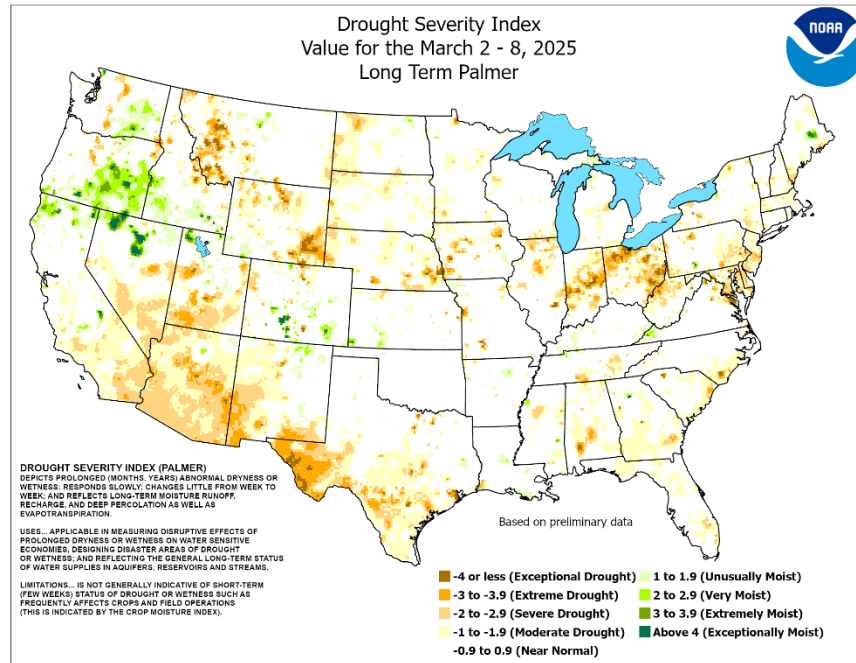 Drought Severity Index
Value for the March 2 - 8, 2025
Long Term Palmer
NOAA
DROUGHT SEVERITY INDEX (PALMER)
DEPICTS PROLONGED (MONTHS, YEARS) ABNORMAL DRYNESS OR
WETNESS; RESPONDS SLOWLY; CHANGES LITTLE FROM WEEK TO
WEEK; AND REFLECTS LONG-TERM MOISTURE RUNOFF,
RECHARGE, AND DEEP PERCOLATION AS WELL AS
EVAPOTRANSPIRATION.
USES... APPLICABLE IN MEASURING DISRUPTIVE EFFECTS OF
PROLONGED DRYNESS OR WETNESS ON WATER SENSITIVE
ECONOMIES, DESIGNING DISASTER AREAS OF DROUGHT
OR WETNESS; AND REFLECTING THE GENERAL LONG-TERM STATUS
OF WATER SUPPLIES IN AQUIFERS, RESERVOIRS AND STREAMS.
LIMITATIONS... IS NOT GENERALLY INDICATIVE OF SHORT-TERM
(FEW WEEKS) STATUS OF DROUGHT OR WETNESS SUCH AS
FREQUENTLY AFFECTS CROPS AND FIELD OPERATIONS
(THIS IS INDICATED BY THE CROP MOISTURE INDEX).
Based on preliminary data
-4 or less (Exceptional Drought)
-3 to -3.9 (Extreme Drought)
-2 to -2.9 (Severe Drought)
-1 to -1.9 (Moderate Drought)
-0.9 to 0.9 (Near Normal)
1 to 1.9 (Unusually Moist)
2 to 2.9 (Very Moist)
3 to 3.9 (Extremely Moist)
Above 4 (Exceptionally Moist)